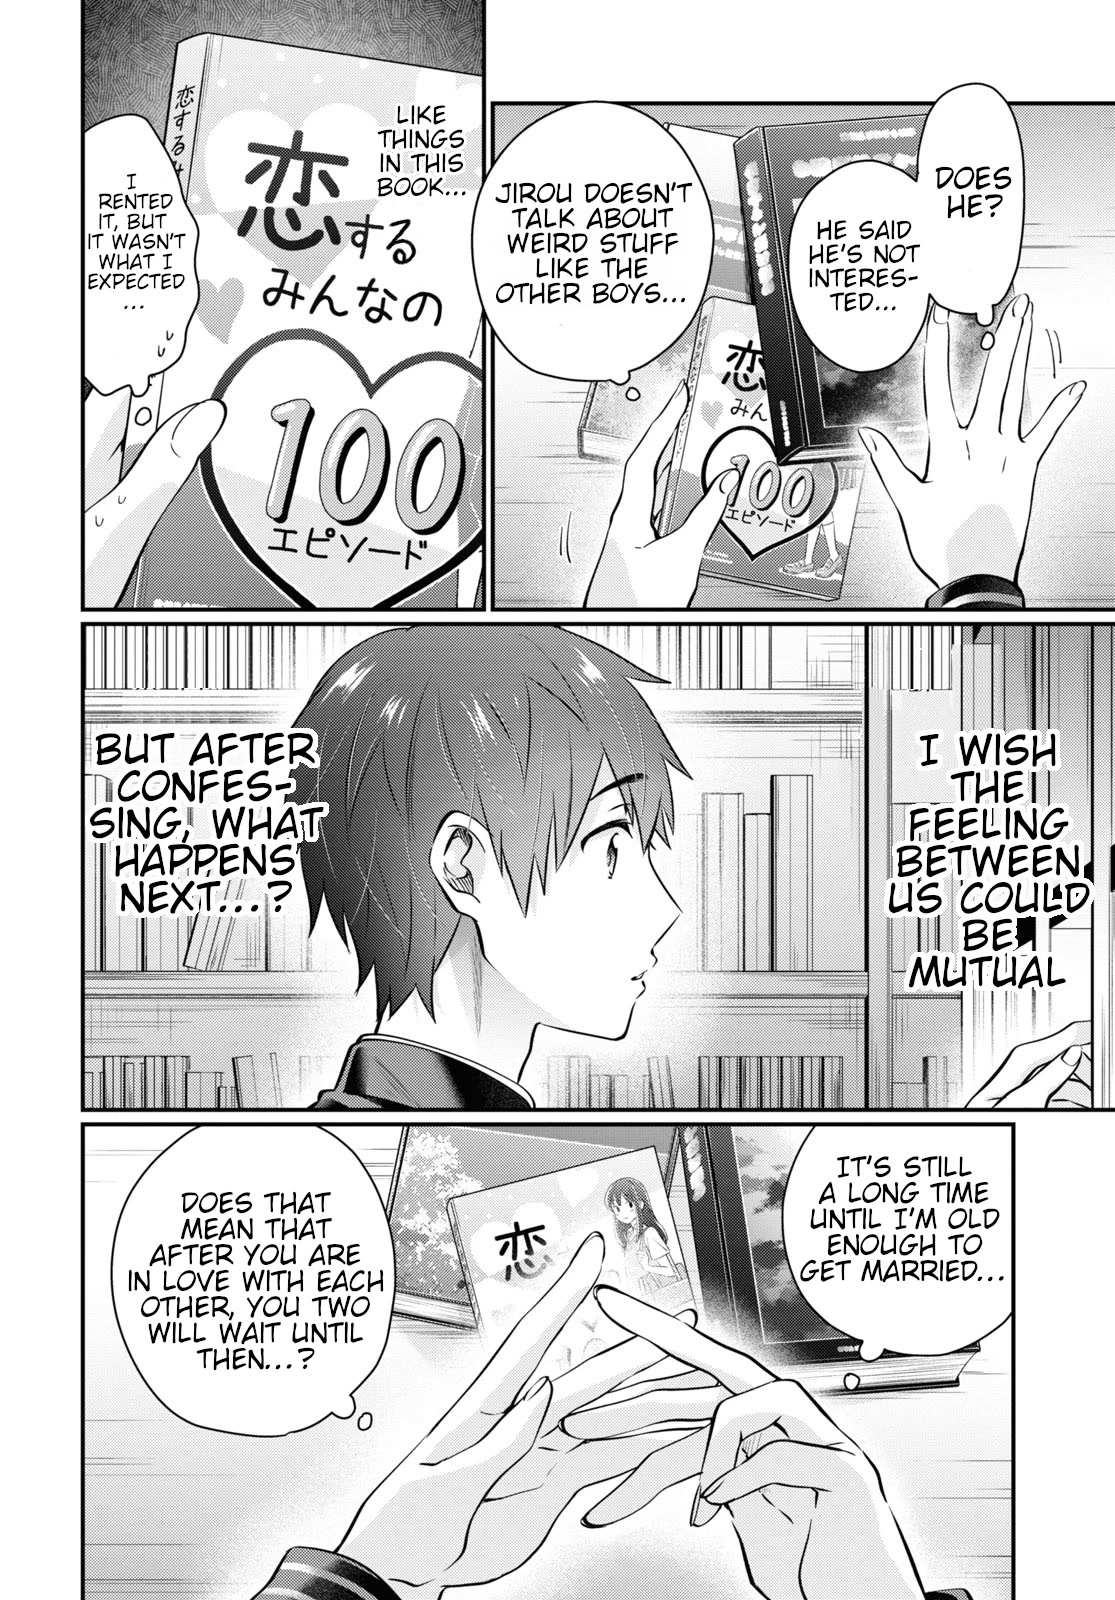 DOES
HE?
HE SAID
HE'S NOT
INTERES-
TED...
JIROU DOESN'T
TALK ABOUT
WEIRD STUFF
LIKE THE
OTHER BOYS...
恋
みんな
100
エピソード
LIKE
THINGS
IN THIS
BOOK...
恋するみ
恋する
みんなの
100
エピソード
I
RENTED
IT, BUT
IT WASN'T
WHAT I
EXPECTED
...
I WISH
THE
FEELING
BETWEEN
US COULD
BE
MUTUAL
BUT AFTER
CONFES-
SING, WHAT
HAPPENS
NEXT...?
IT'S STILL
A LONG TIME
UNTIL I'M OLD
ENOUGH TO
GET MARRIED...
恋
DOES THAT
MEAN THAT
AFTER YOU ARE
IN LOVE WITH EACH
OTHER, YOU TWO
WILL WAIT UNTIL
THEN...?